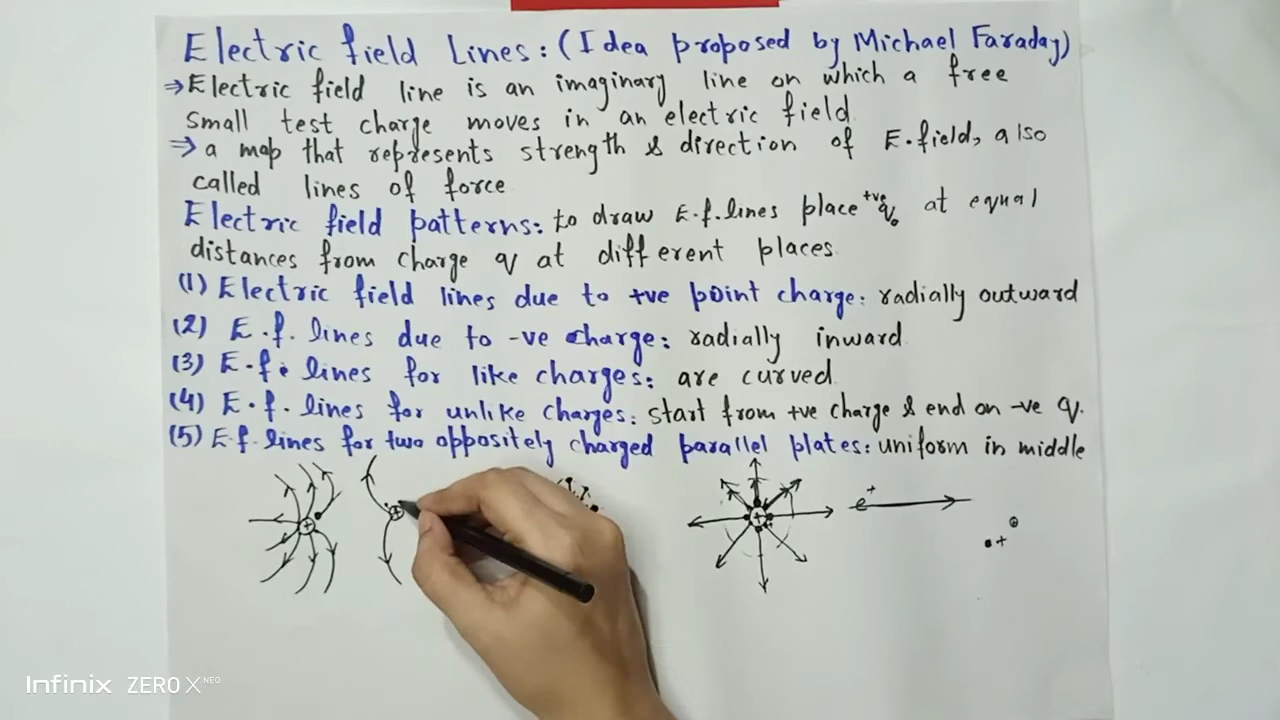 Electric field Lines: (Idea proposed by Michael Faraday)
⇒ Electric field line is an imaginary line on which a free
small test charge moves in an electric field.
⇒ a map that represents strength & direction of E.field, also
called lines of force
Electric field patterns: to draw E.f.lines place +ve q₀ at equal
distances from charge q at different places.
(1) Electric field lines due to +ve point charge: radially outward
(2) E.f. lines due to -ve charge: radially inward.
(3) E.f. lines for like charges: are curved.
(4) E.f. lines for unlike charges: start from +ve charge & end on -ve q.
(5) E.f. lines for two oppositely charged parallel plates: uniform in middle
+ + + e⁺ + +
Infinix ZERO X NEO